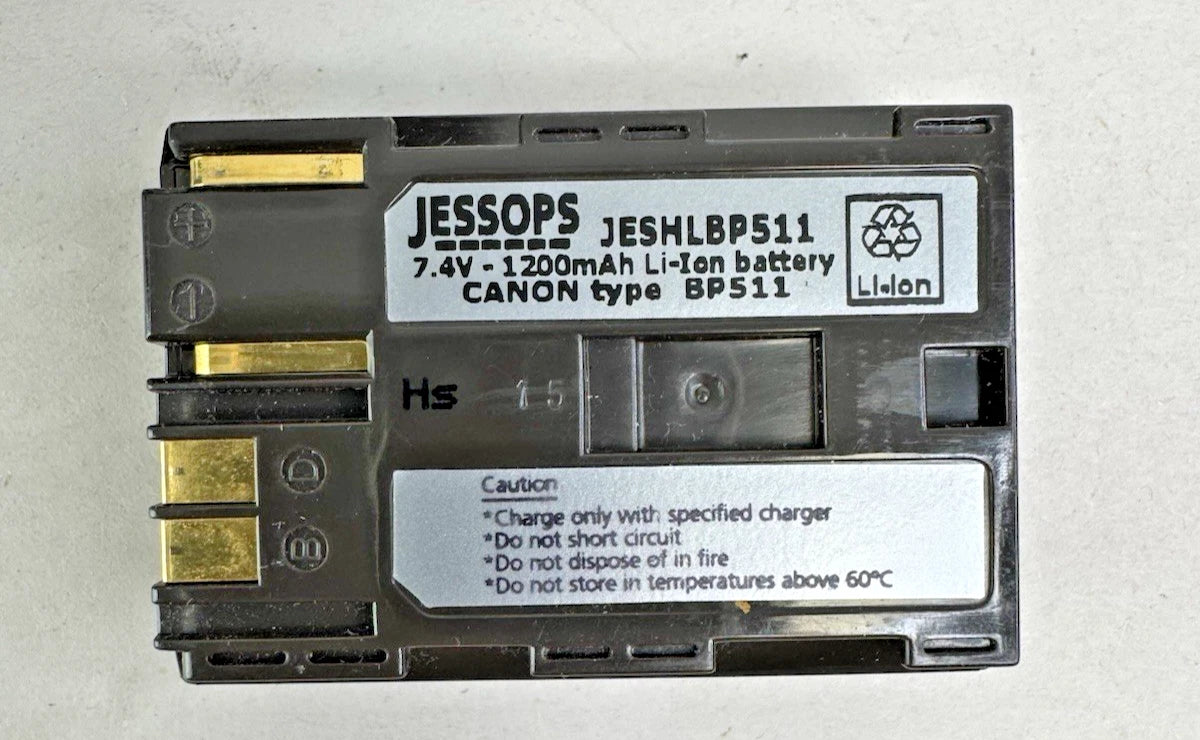 JESSOPS JESHLBP511
7.4V - 1200mAh Li-Ion battery
CANON type BP511
Li-Ion
Hs 15
Caution
*Charge only with specified charger
*Do not short circuit
*Do not dispose of in fire
*Do not store in temperatures above 60°C
D
B